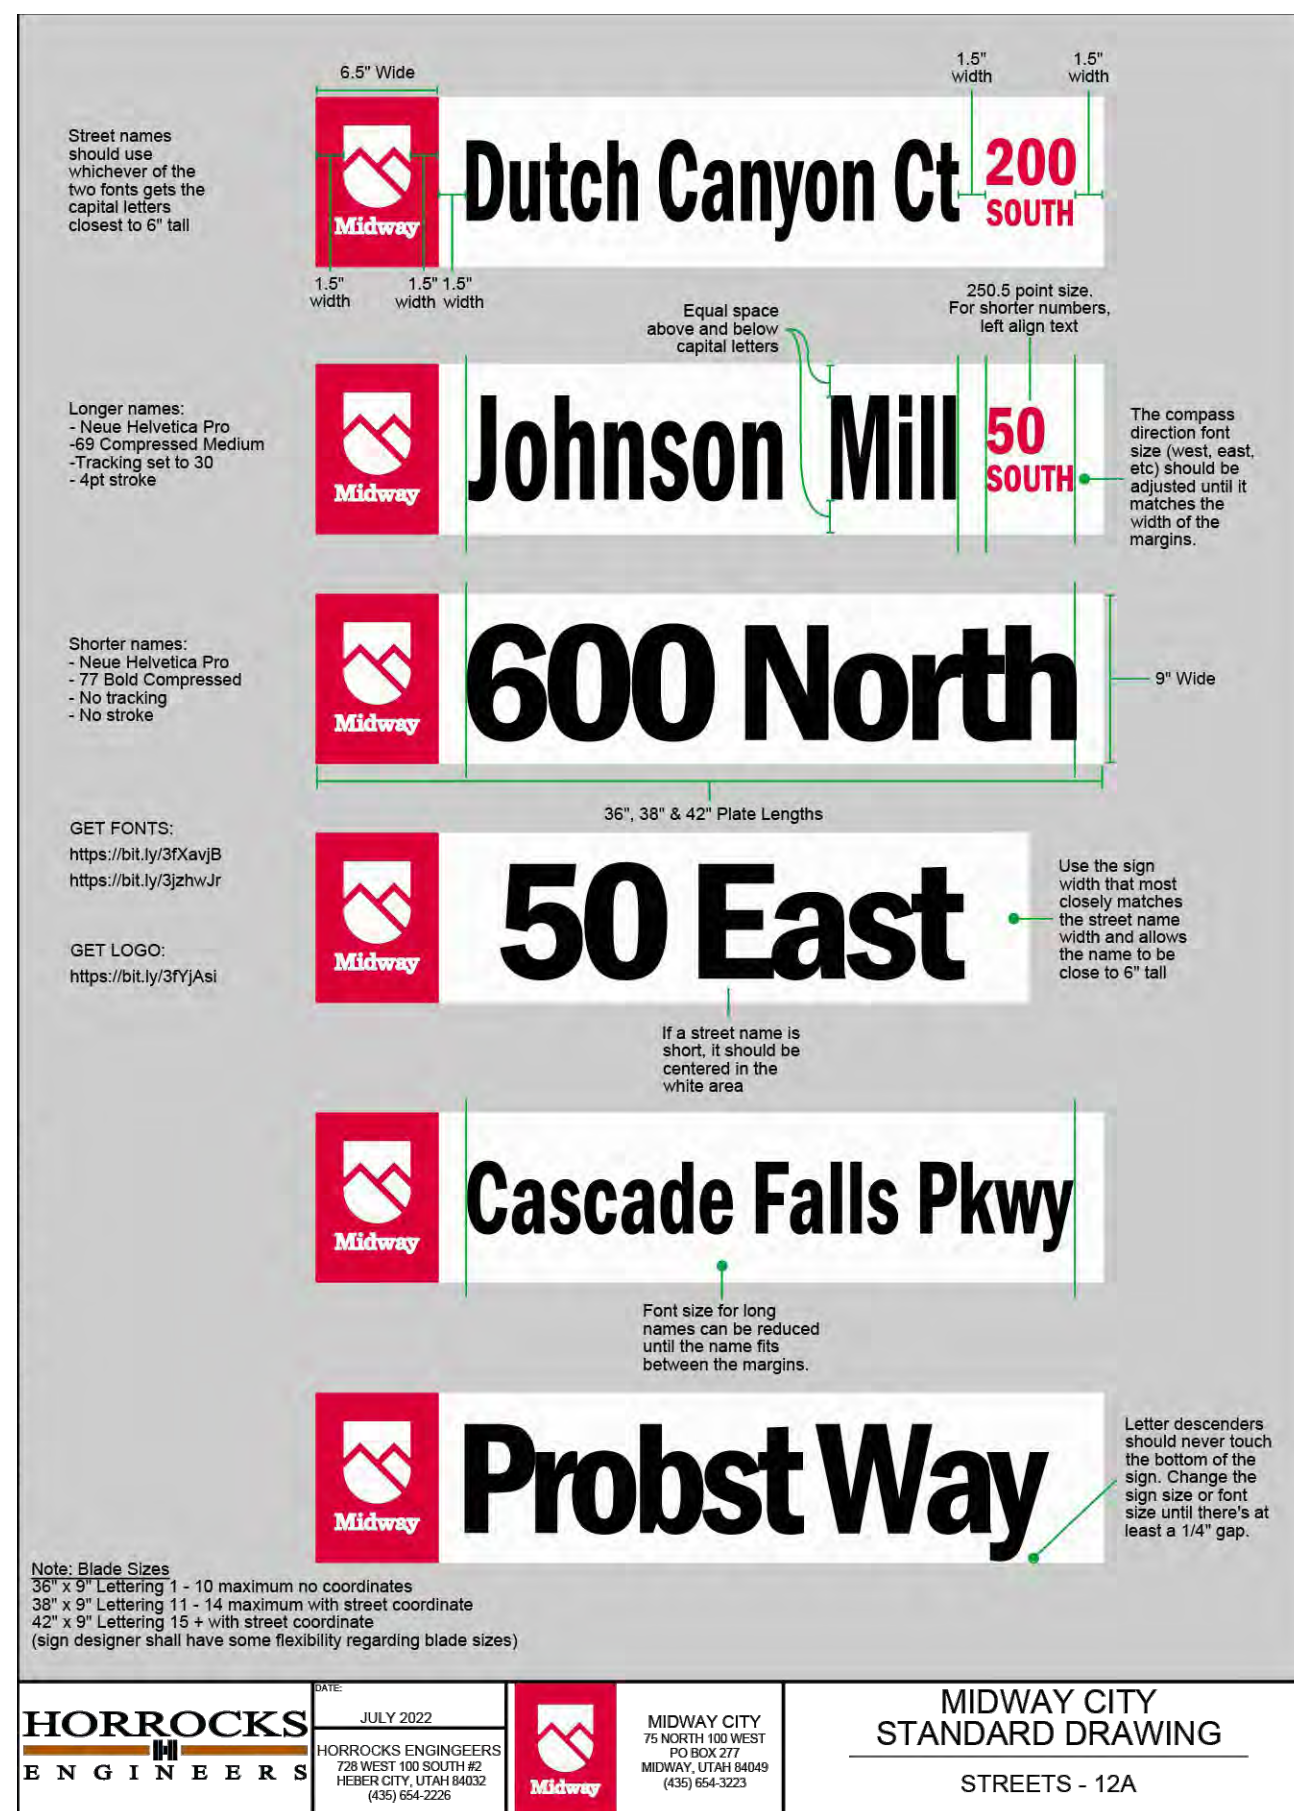 6.5" Wide
1.5"
width
1.5"
width
Street names
should use
whichever of the
two fonts gets the
capital letters
closest to 6" tall
Midway
Dutch Canyon Ct
200
SOUTH
1.5"
width
1.5"
width
1.5"
width
Equal space
above and below
capital letters
250.5 point size.
For shorter numbers,
left align text
Longer names:
- Neue Helvetica Pro
-69 Compressed Medium
-Tracking set to 30
- 4pt stroke
Midway
Johnson Mill
50
SOUTH
The compass
direction font
size (west, east,
etc) should be
adjusted until it
matches the
width of the
margins.
Shorter names:
- Neue Helvetica Pro
- 77 Bold Compressed
- No tracking
- No stroke
Midway
600 North
9" Wide
36", 38" & 42" Plate Lengths
GET FONTS:
https://bit.ly/3fXavjB
https://bit.ly/3jzhwJr
GET LOGO:
https://bit.ly/3fYjAsi
Midway
50 East
Use the sign
width that most
closely matches
the street name
width and allows
the name to be
close to 6" tall
If a street name is
short, it should be
centered in the
white area
Midway
Cascade Falls Pkwy
Font size for long
names can be reduced
until the name fits
between the margins.
Midway
Probst Way
Letter descenders
should never touch
the bottom of the
sign. Change the
sign size or font
size until there's at
least a 1/4" gap.
Note: Blade Sizes
36" x 9" Lettering 1 - 10 maximum no coordinates
38" x 9" Lettering 11 - 14 maximum with street coordinate
42" x 9" Lettering 15 + with street coordinate
(sign designer shall have some flexibility regarding blade sizes)
HORROCKS
ENGINEERS
DATE:
JULY 2022
HORROCKS ENGINGEERS
728 WEST 100 SOUTH #2
HEBER CITY, UTAH 84032
(435) 654-2226
Midway
MIDWAY CITY
75 NORTH 100 WEST
PO BOX 277
MIDWAY, UTAH 84049
(435) 654-3223
MIDWAY CITY
STANDARD DRAWING
STREETS - 12A